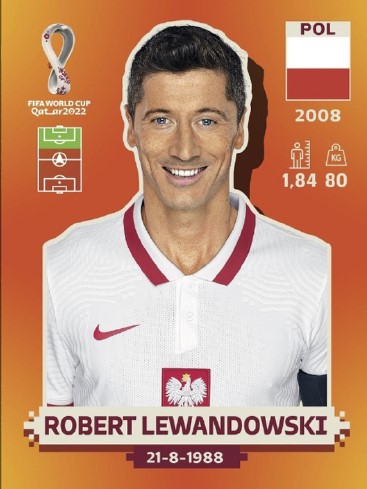 POL
FIFA WORLD CUP
Qatar2022
2008
KG
1,84 80
ROBERT LEWANDOWSKI
21-8-1988